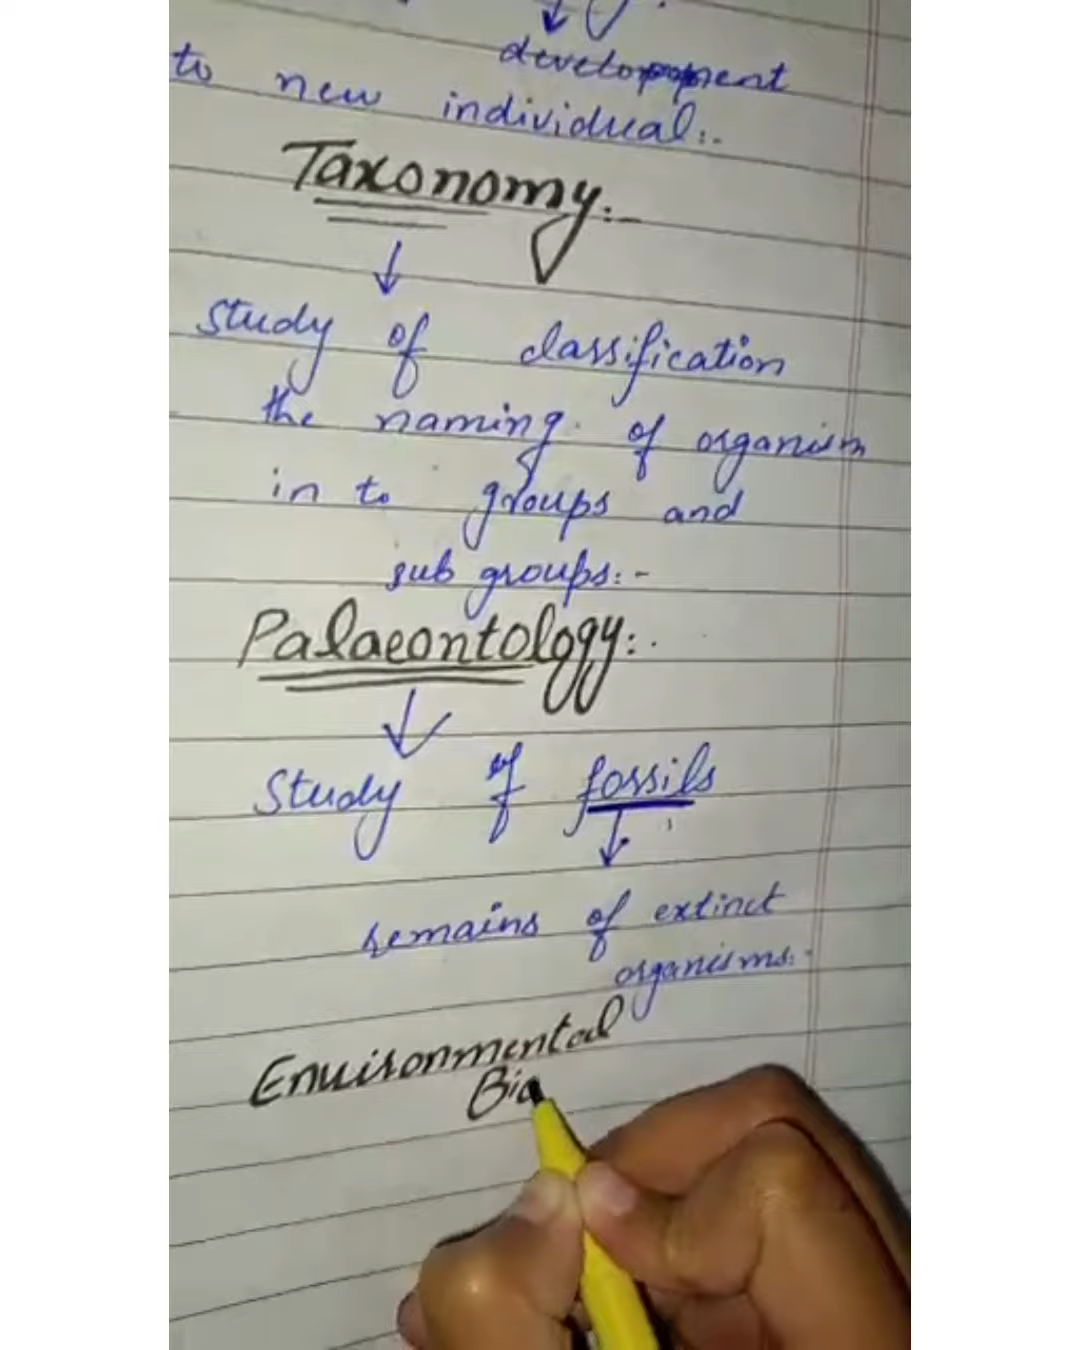 development
to new individual:-
Taxonomy:-
study of classification
the naming of organism
in to groups and
sub groups:-
Palaeontology:-
Study of fossils
remains of extinct
organisms:-
Environmental
Bio